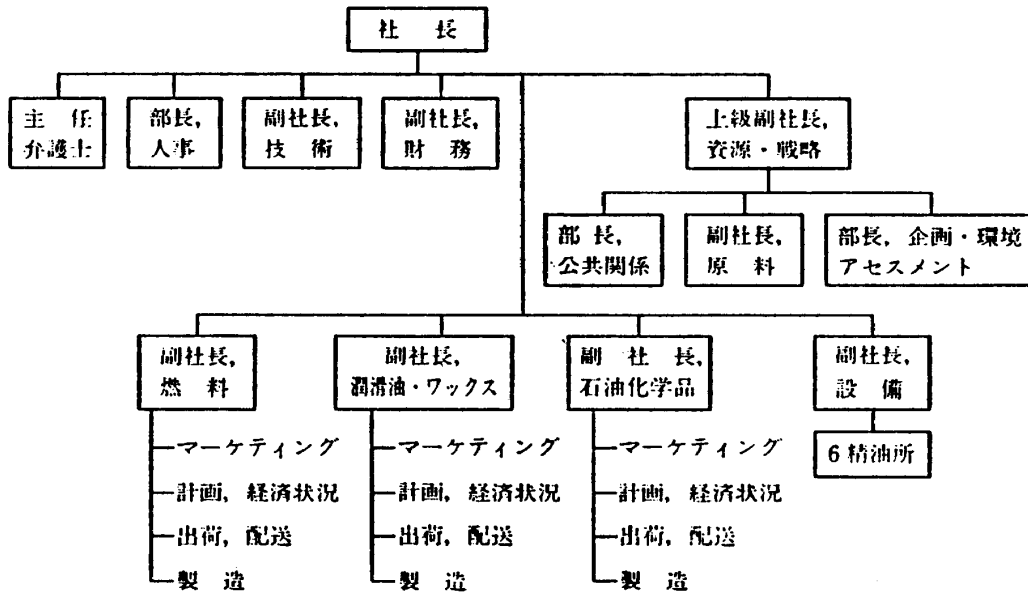 社長
主任
弁護士
部長,
人事
副社長,
技術
副社長,
財務
上級副社長,
資源・戦略
部長,
公共関係
副社長,
原料
部長, 企画・環境
アセスメント
副社長,
燃料
マーケティング
計画, 経済状況
出荷, 配送
製造
副社長,
潤滑油・ワックス
マーケティング
計画, 経済状況
出荷, 配送
製造
副社長,
石油化学品
マーケティング
計画, 経済状況
出荷, 配送
製造
副社長,
設備
6精油所